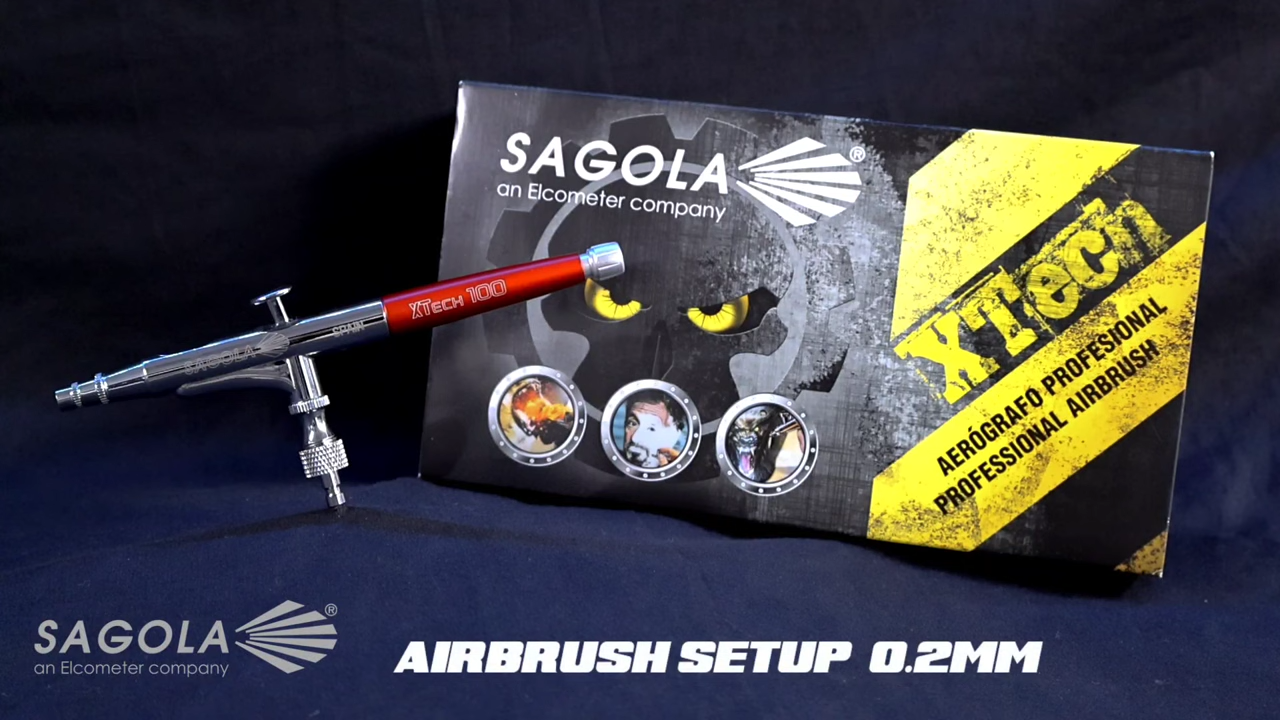 SAGOLA ®
an Elcometer company
XTech
AERÓGRAFO PROFESIONAL
PROFESSIONAL AIRBRUSH
XTECH 100
SPAIN
SAGOLA
SAGOLA ®
an Elcometer company
AIRBRUSH SETUP 0.2MM